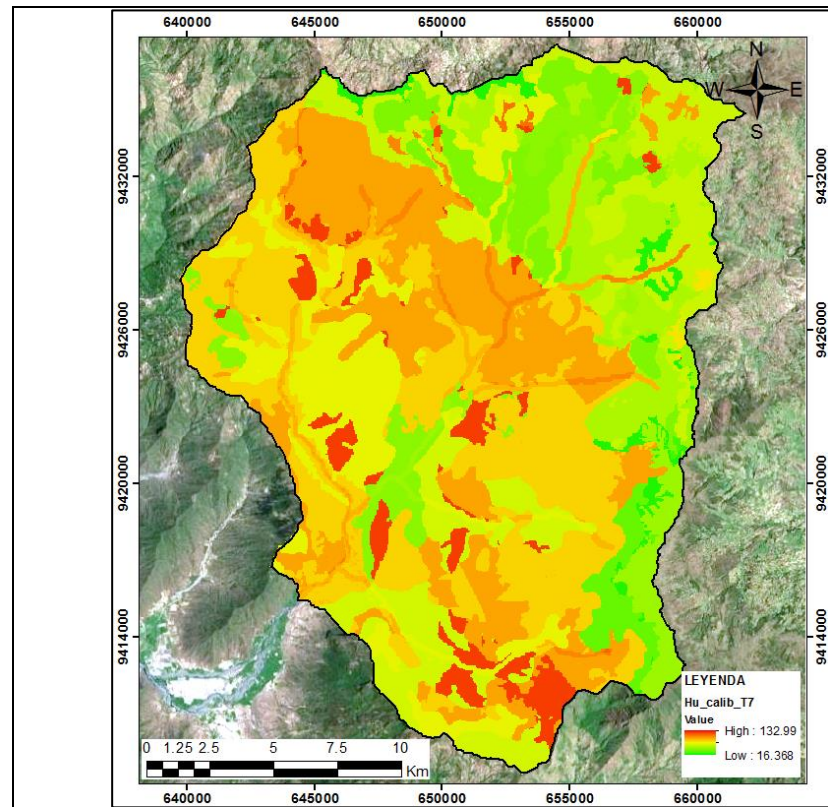 640000 645000 650000 655000 660000
N
W E
S
9432000 9432000
9426000 9426000
9420000 9420000
9414000 9414000
LEYENDA
Hu_calib_T7
Value
High : 132.99
Low : 16.368
0 1.25 2.5 5 7.5 10
Km
640000 645000 650000 655000 660000